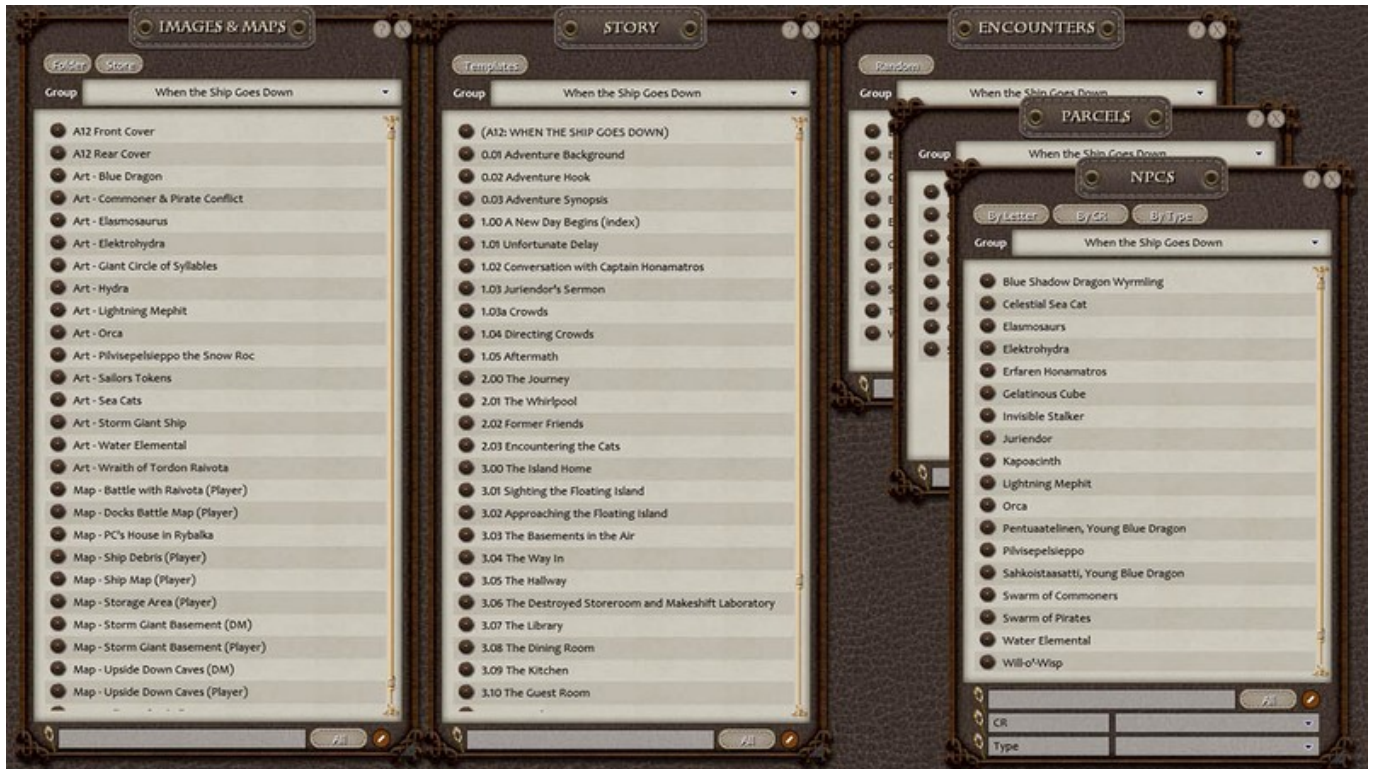 IMAGES & MAPS
? X
Folder Store
Group When the Ship Goes Down
A12 Front Cover
A12 Rear Cover
Art - Blue Dragon
Art - Commoner & Pirate Conflict
Art - Elasmosaurus
Art - Elektrohydra
Art - Giant Circle of Syllables
Art - Hydra
Art - Lightning Mephit
Art - Orca
Art - Pilvisepelsieppo the Snow Roc
Art - Sailors Tokens
Art - Sea Cats
Art - Storm Giant Ship
Art - Water Elemental
Art - Wraith of Tordon Raivota
Map - Battle with Raivota (Player)
Map - Docks Battle Map (Player)
Map - PC's House in Rybalka
Map - Ship Debris (Player)
Map - Ship Map (Player)
Map - Storage Area (Player)
Map - Storm Giant Basement (DM)
Map - Storm Giant Basement (Player)
Map - Upside Down Caves (DM)
Map - Upside Down Caves (Player)
All
STORY
? X
Templates
Group When the Ship Goes Down
(A12: WHEN THE SHIP GOES DOWN)
0.01 Adventure Background
0.02 Adventure Hook
0.03 Adventure Synopsis
1.00 A New Day Begins (index)
1.01 Unfortunate Delay
1.02 Conversation with Captain Honamatros
1.03 Juriendor's Sermon
1.03a Crowds
1.04 Directing Crowds
1.05 Aftermath
2.00 The Journey
2.01 The Whirlpool
2.02 Former Friends
2.03 Encountering the Cats
3.00 The Island Home
3.01 Sighting the Floating Island
3.02 Approaching the Floating Island
3.03 The Basements in the Air
3.04 The Way In
3.05 The Hallway
3.06 The Destroyed Storeroom and Makeshift Laboratory
3.07 The Library
3.08 The Dining Room
3.09 The Kitchen
3.10 The Guest Room
All
ENCOUNTERS
? X
Random
Group When the Ship Goes Down
PARCELS
? X
Group When the Ship Goes Down
NPCS
? X
By Letter By CR By Type
Group When the Ship Goes Down
Blue Shadow Dragon Wyrmling
Celestial Sea Cat
Elasmosaurs
Elektrohydra
Erfaren Honamatros
Gelatinous Cube
Invisible Stalker
Juriendor
Kapoacinth
Lightning Mephit
Orca
Pentuaatelinen, Young Blue Dragon
Pilvisepelsieppo
Sahkoistaasatti, Young Blue Dragon
Swarm of Commoners
Swarm of Pirates
Water Elemental
Will-o'-Wisp
All
CR
Type